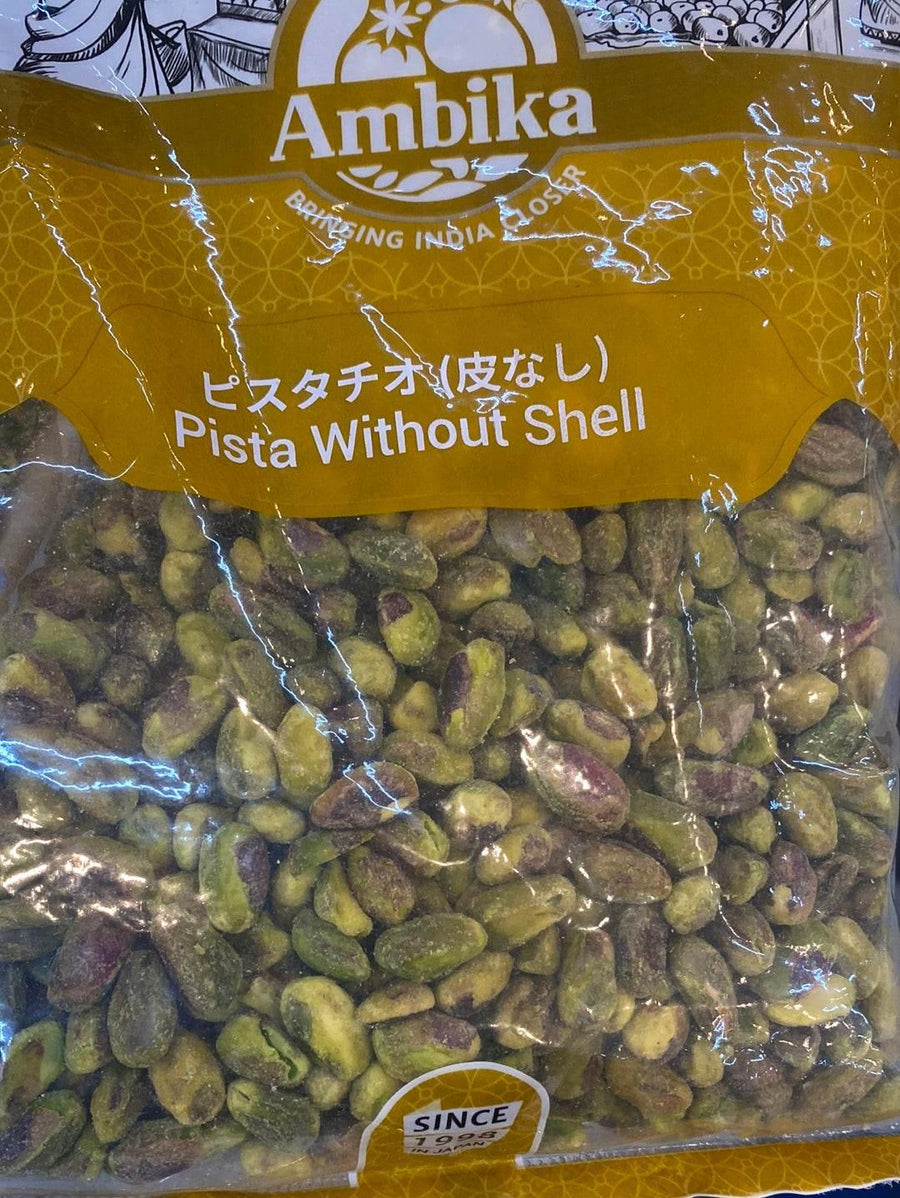 Ambika
BRINGING INDIA CLOSER
ピスタチオ(皮なし)
Pista Without Shell
SINCE
1998
IN JAPAN